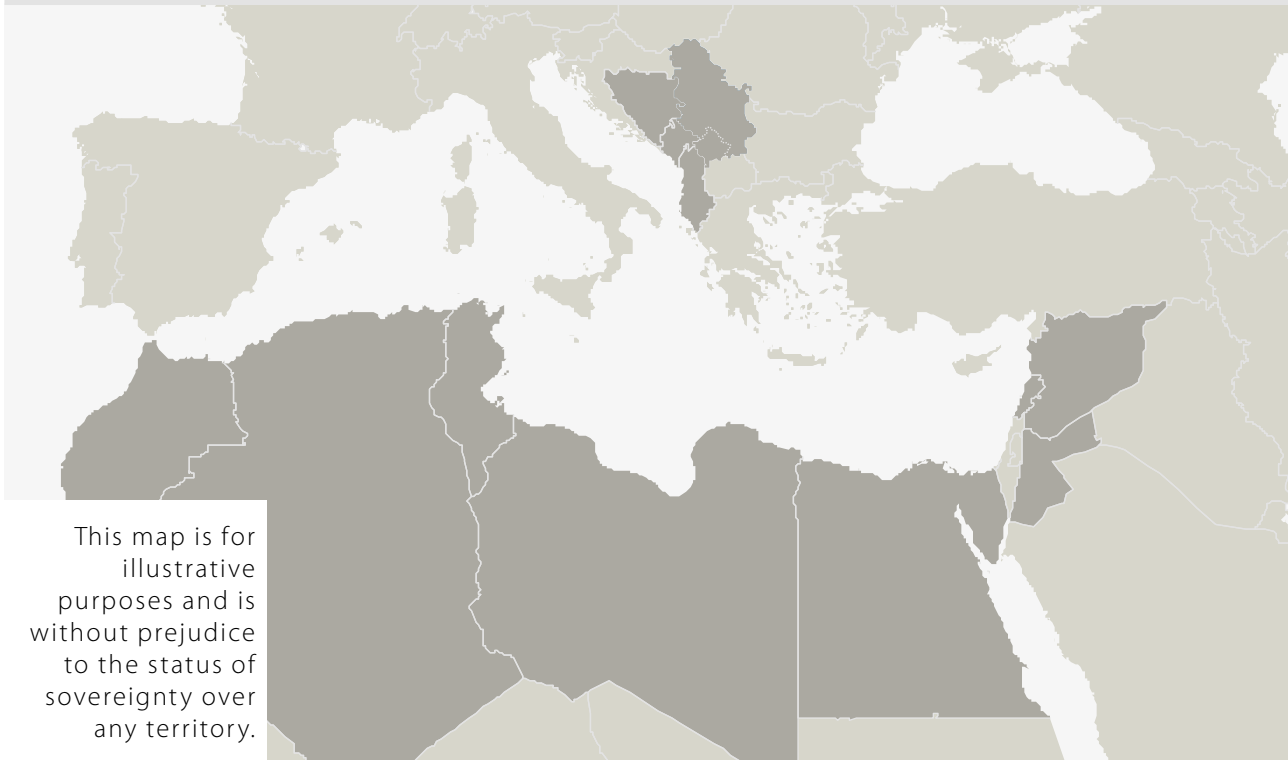 This map is for
illustrative
purposes and is
without prejudice
to the status of
sovereignty over
any territory.